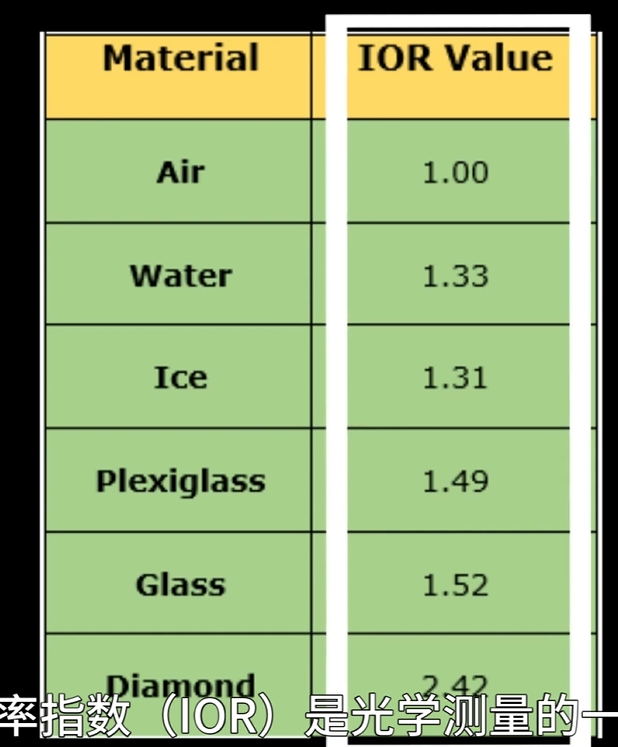 Material IOR Value
Air 1.00
Water 1.33
Ice 1.31
Plexiglass 1.49
Glass 1.52
Diamond 2.42
率指数（IOR）是光学测量的一